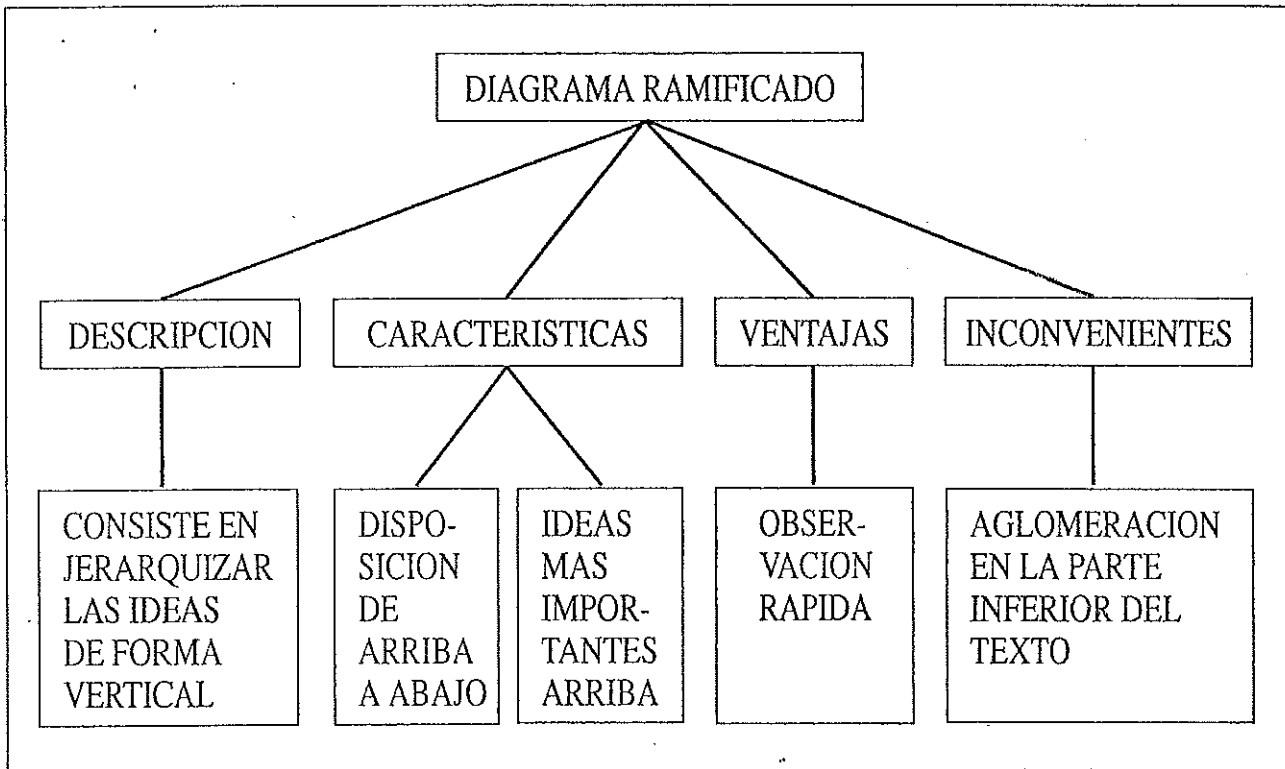 DIAGRAMA RAMIFICADO
DESCRIPCION
CARACTERISTICAS
VENTAJAS
INCONVENIENTES
CONSISTE EN
JERARQUIZAR
LAS IDEAS
DE FORMA
VERTICAL
DISPO-
SICION
DE
ARRIBA
A ABAJO
IDEAS
MAS
IMPOR-
TANTES
ARRIBA
OBSER-
VACION
RAPIDA
AGLOMERACION
EN LA PARTE
INFERIOR DEL
TEXTO